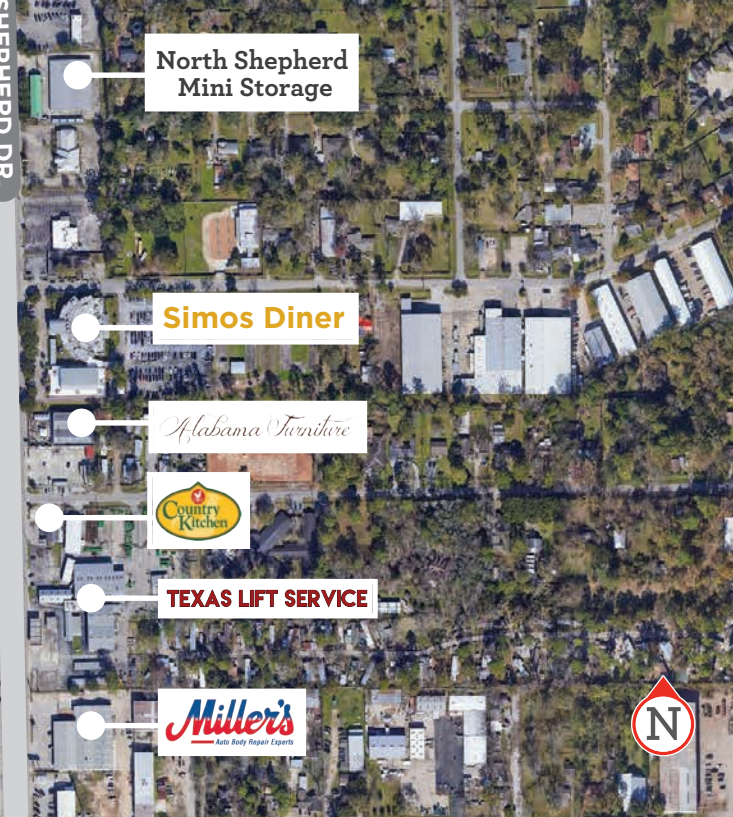 SHEPHERD DR.
North Shepherd
Mini Storage
Simos Diner
Alabama Furniture
Country
Kitchen
TEXAS LIFT SERVICE
Miller's
Auto Body Repair Experts
N